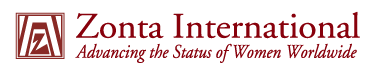 Zonta International
Advancing the Status of Women Worldwide